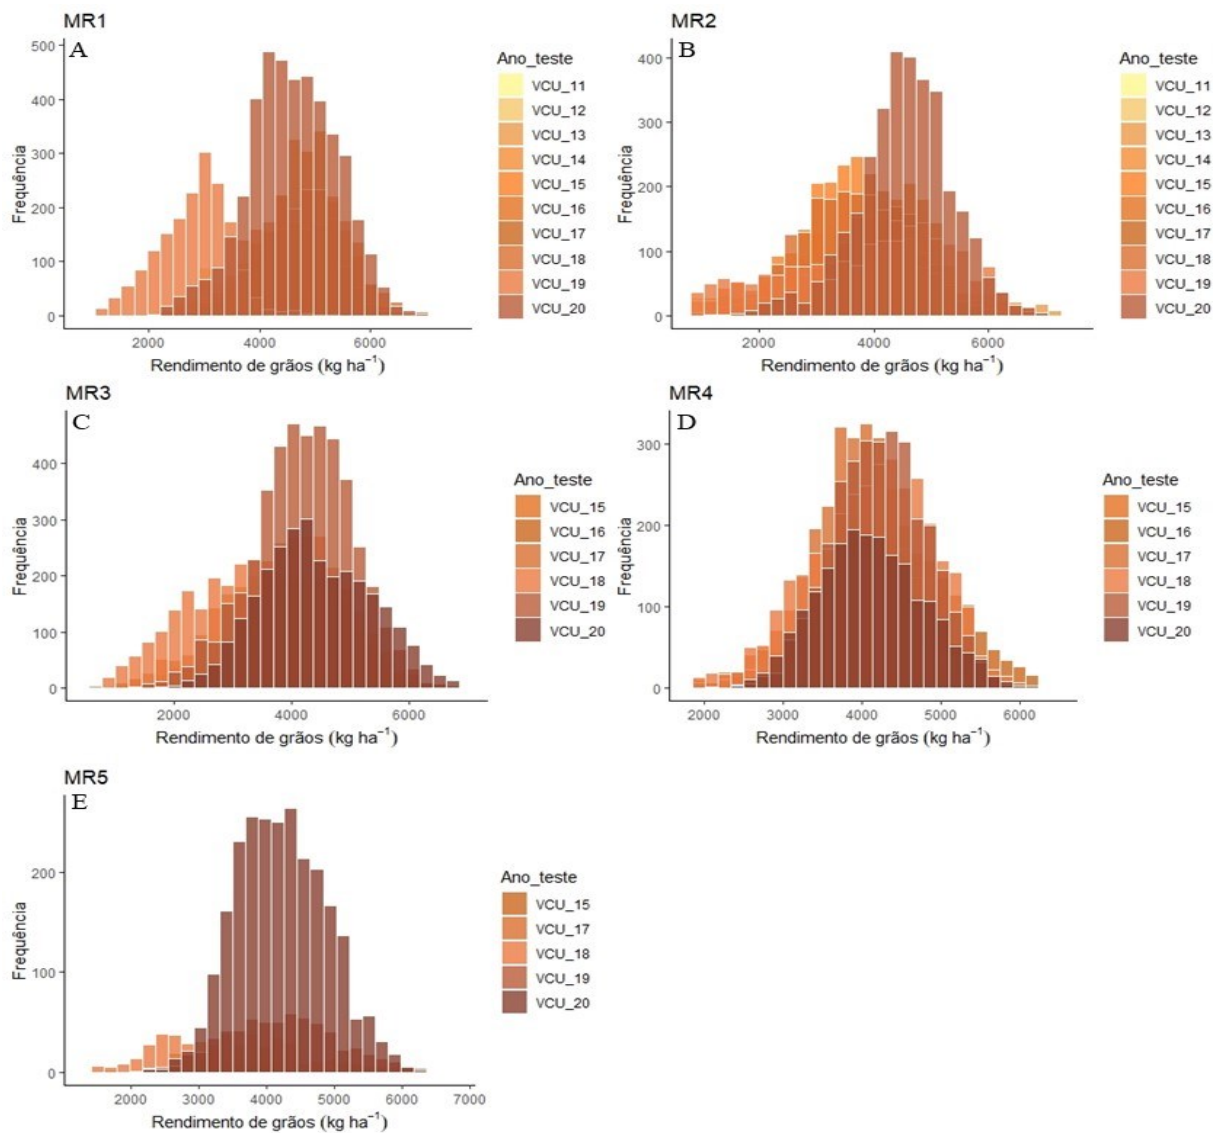 MR1
A
Frequência
500
400
300
200
100
0
2000 4000 6000
Rendimento de grãos (kg ha⁻¹)
Ano_teste
VCU_11
VCU_12
VCU_13
VCU_14
VCU_15
VCU_16
VCU_17
VCU_18
VCU_19
VCU_20
MR2
B
Frequência
400
300
200
100
0
2000 4000 6000
Rendimento de grãos (kg ha⁻¹)
Ano_teste
VCU_11
VCU_12
VCU_13
VCU_14
VCU_15
VCU_16
VCU_17
VCU_18
VCU_19
VCU_20
MR3
C
Frequência
400
300
200
100
0
2000 4000 6000
Rendimento de grãos (kg ha⁻¹)
Ano_teste
VCU_15
VCU_16
VCU_17
VCU_18
VCU_19
VCU_20
MR4
D
Frequência
300
200
100
0
2000 3000 4000 5000 6000
Rendimento de grãos (kg ha⁻¹)
Ano_teste
VCU_15
VCU_16
VCU_17
VCU_18
VCU_19
VCU_20
MR5
E
Frequência
200
100
0
2000 3000 4000 5000 6000 7000
Rendimento de grãos (kg ha⁻¹)
Ano_teste
VCU_15
VCU_17
VCU_18
VCU_19
VCU_20